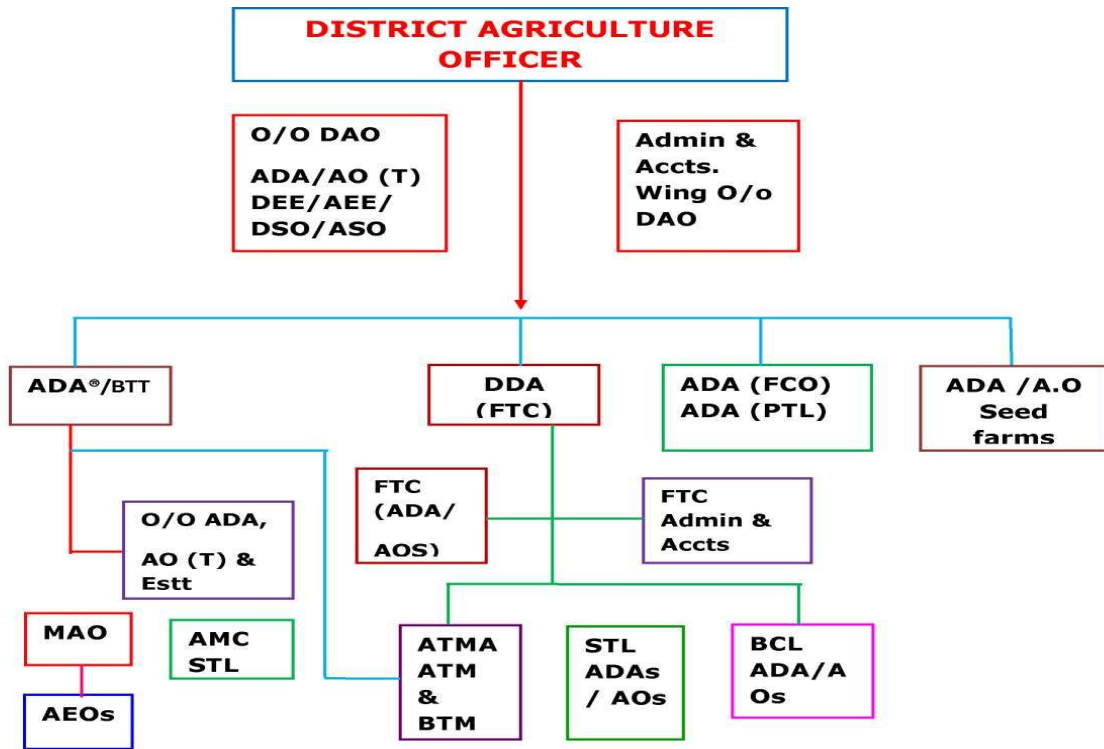 DISTRICT AGRICULTURE
OFFICER
O/O DAO
ADA/AO (T)
DEE/AEE/
DSO/ASO
Admin &
Accts.
Wing O/o
DAO
ADA®/BTT
DDA
(FTC)
ADA (FCO)
ADA (PTL)
ADA /A.O
Seed
farms
O/O ADA,
AO (T) &
Estt
FTC
(ADA/
AOS)
FTC
Admin &
Accts
MAO
AEOs
AMC
STL
ATMA
ATM
&
BTM
STL
ADAs
/ AOs
BCL
ADA/A
Os